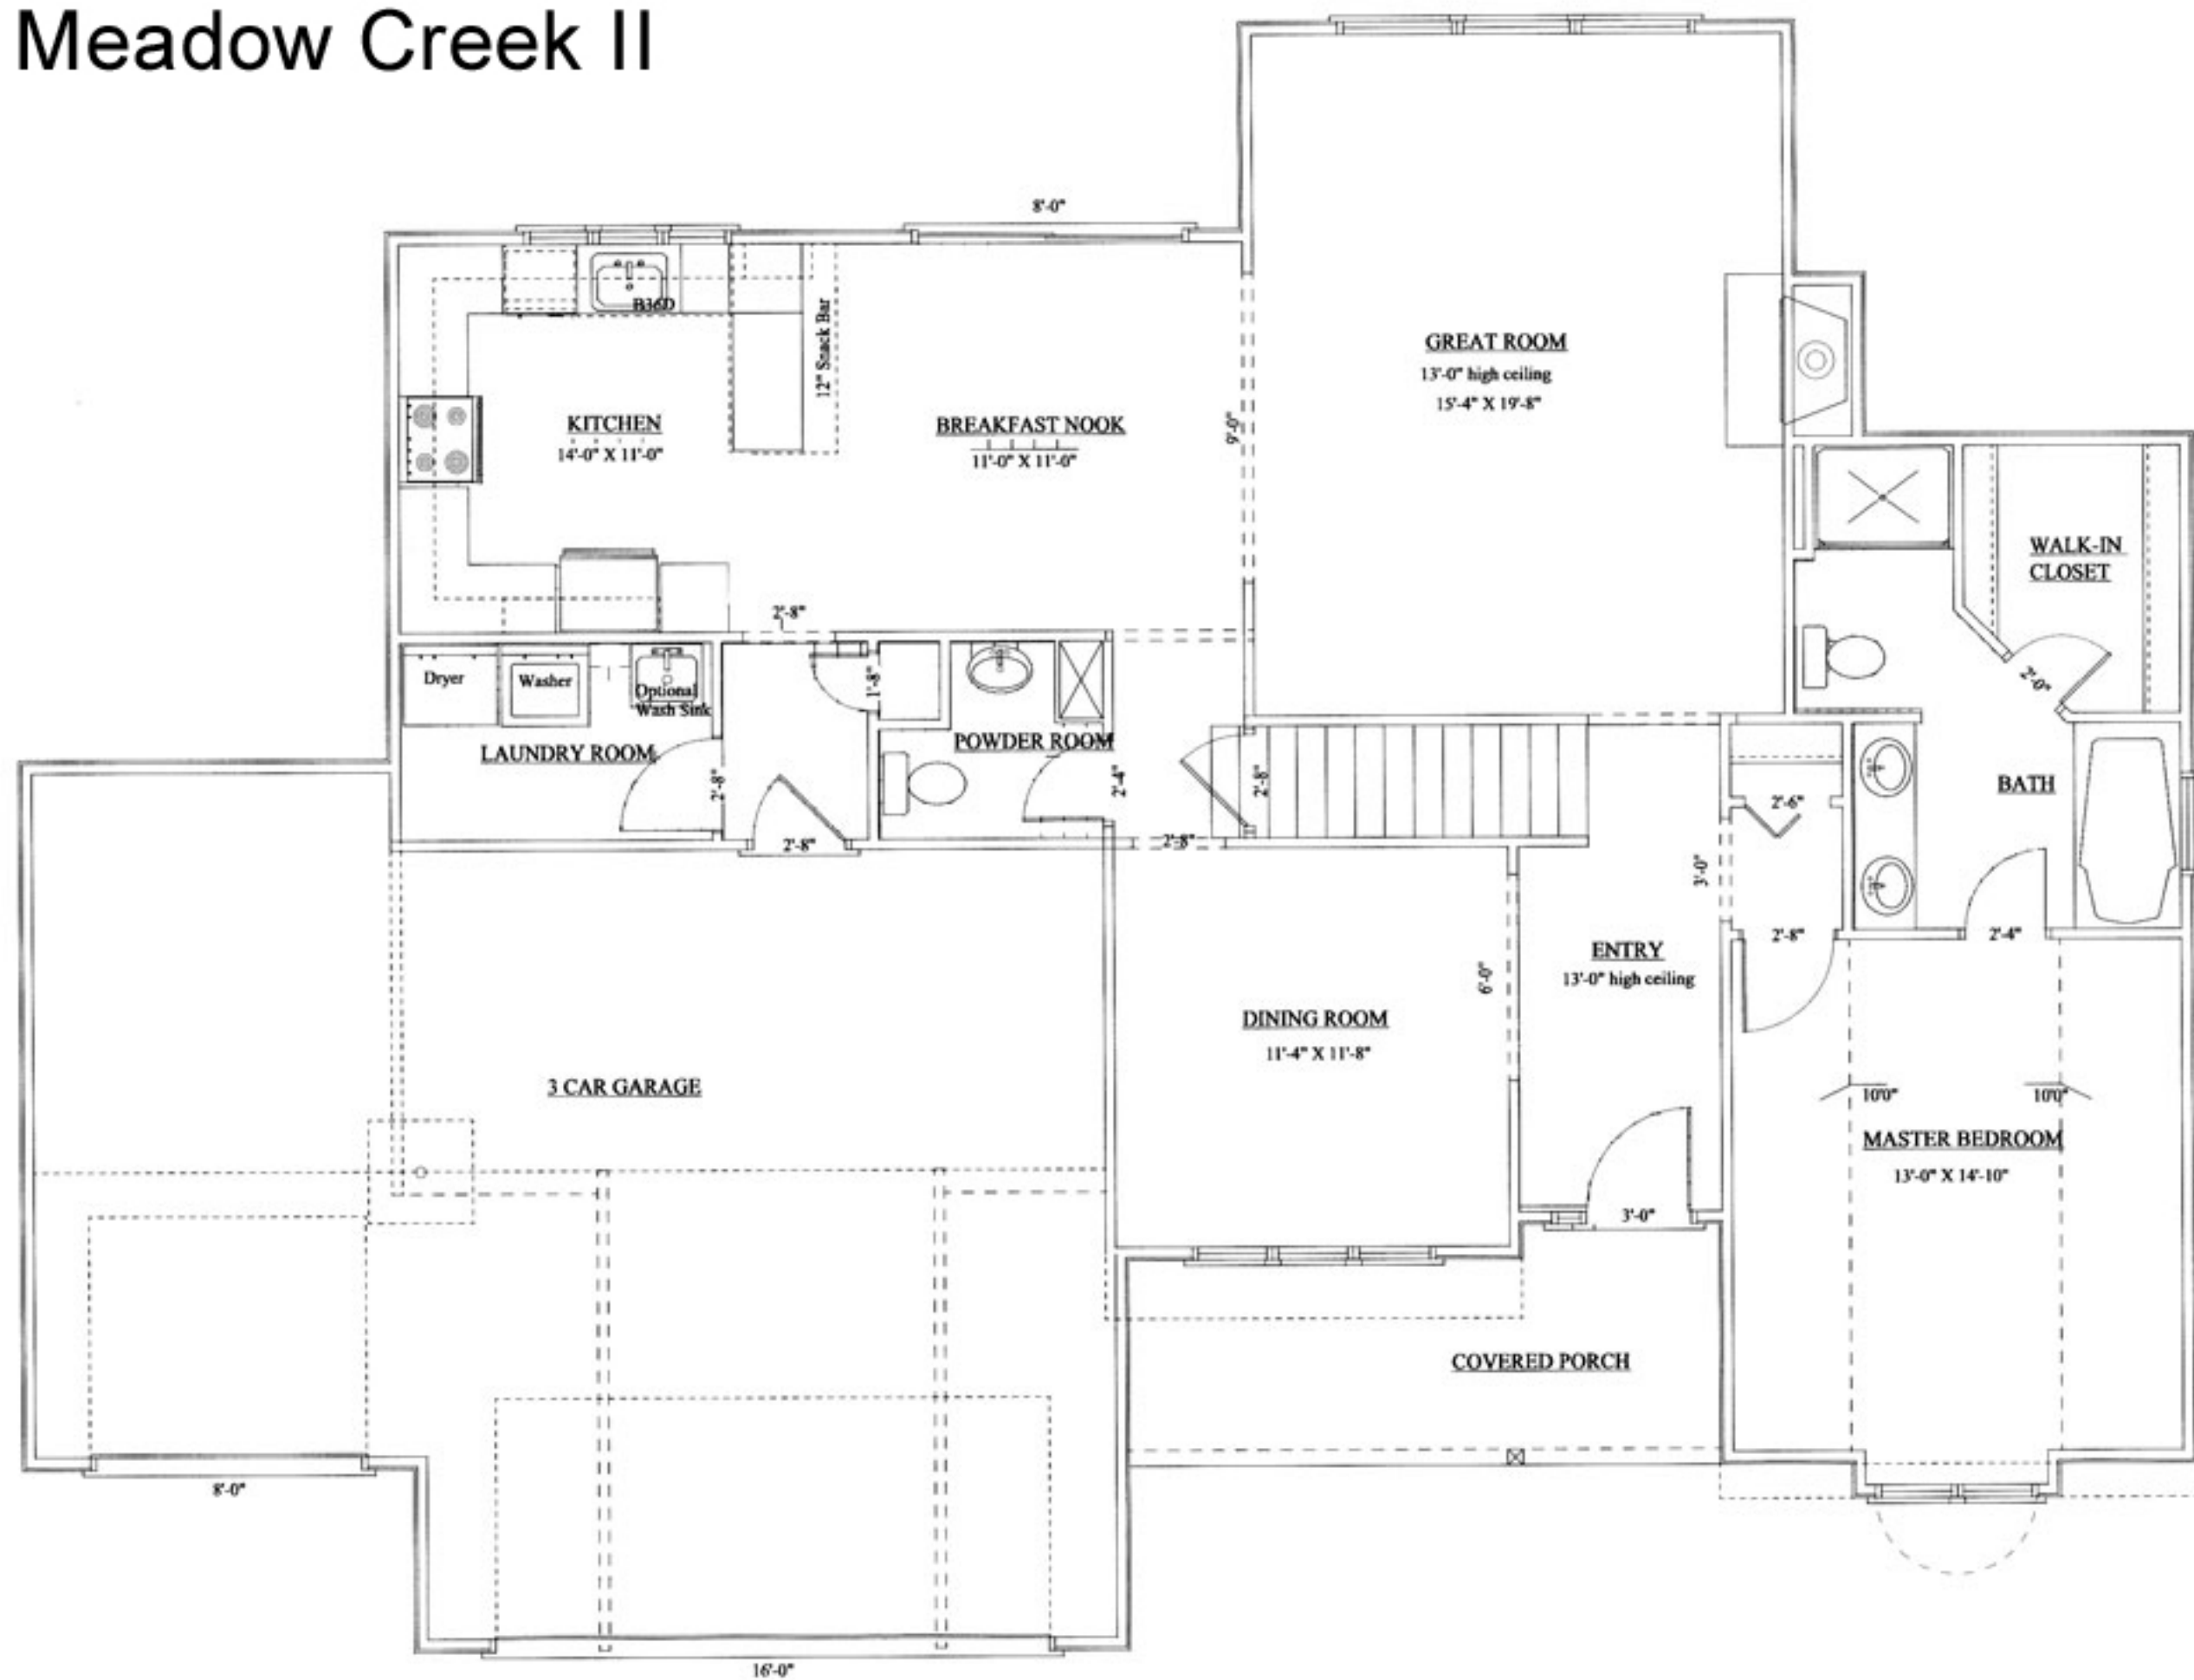 Meadow Creek II
8'-0"
B36D
12" Snack Bar
GREAT ROOM
13'-0" high ceiling
15'-4" X 19'-8"
KITCHEN
14'-0" X 11'-0"
BREAKFAST NOOK
11'-0" X 11'-0"
9'-0"
WALK-IN
CLOSET
2'-0"
2'-8"
Dryer
Washer
Optional
Wash Sink
1'-8"
LAUNDRY ROOM
2'-8"
POWDER ROOM
2'-4"
2'-8"
2'-8"
2'-8"
2'-6"
BATH
3'-0"
2'-8"
2'-4"
ENTRY
13'-0" high ceiling
6'-0"
DINING ROOM
11'-4" X 11'-8"
3 CAR GARAGE
10'0"
10'0"
MASTER BEDROOM
13'-0" X 14'-10"
3'-0"
COVERED PORCH
8'-0"
16'-0"